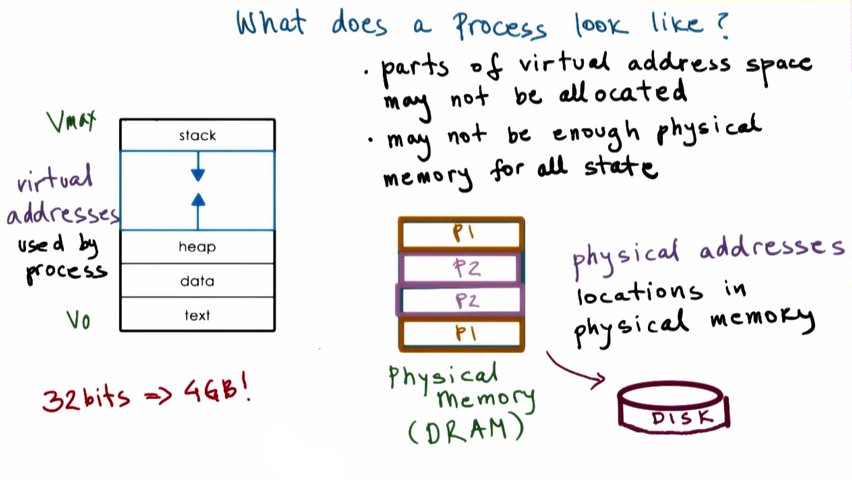 What does a Process look like?
• parts of virtual address space
may not be allocated
• may not be enough physical
memory for all state
Vmax
stack
virtual
addresses
used by
process
heap
data
text
V0
32bits => 4GB!
P1
P2
P2
P1
Physical
memory
(DRAM)
physical addresses
locations in
physical memory
DISK